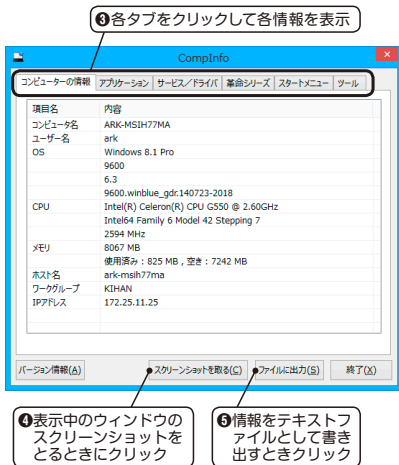 ❸各タブをクリックして各情報を表示
CompInfo
コンピューターの情報 アプリケーション サービス／ドライバ 革命シリーズ スタートメニュー ツール
項目名 内容
コンピュータ名 ARK-MSIH77MA
ユーザー名 ark
OS Windows 8.1 Pro
9600
6.3
9600.winblue_gdr.140723-2018
CPU Intel(R) Celeron(R) CPU G550 @ 2.60GHz
Intel64 Family 6 Model 42 Stepping 7
2594 MHz
メモリ 8067 MB
使用済み : 825 MB , 空き : 7242 MB
ホスト名 ark-msih77ma
ワークグループ KIHAN
IPアドレス 172.25.11.25
バージョン情報(A) スクリーンショットを取る(C) ファイルに出力(S) 終了(X)
❹表示中のウィンドウの
スクリーンショットを
とるときにクリック
❺情報をテキストフ
ァイルとして書き
出すときクリック